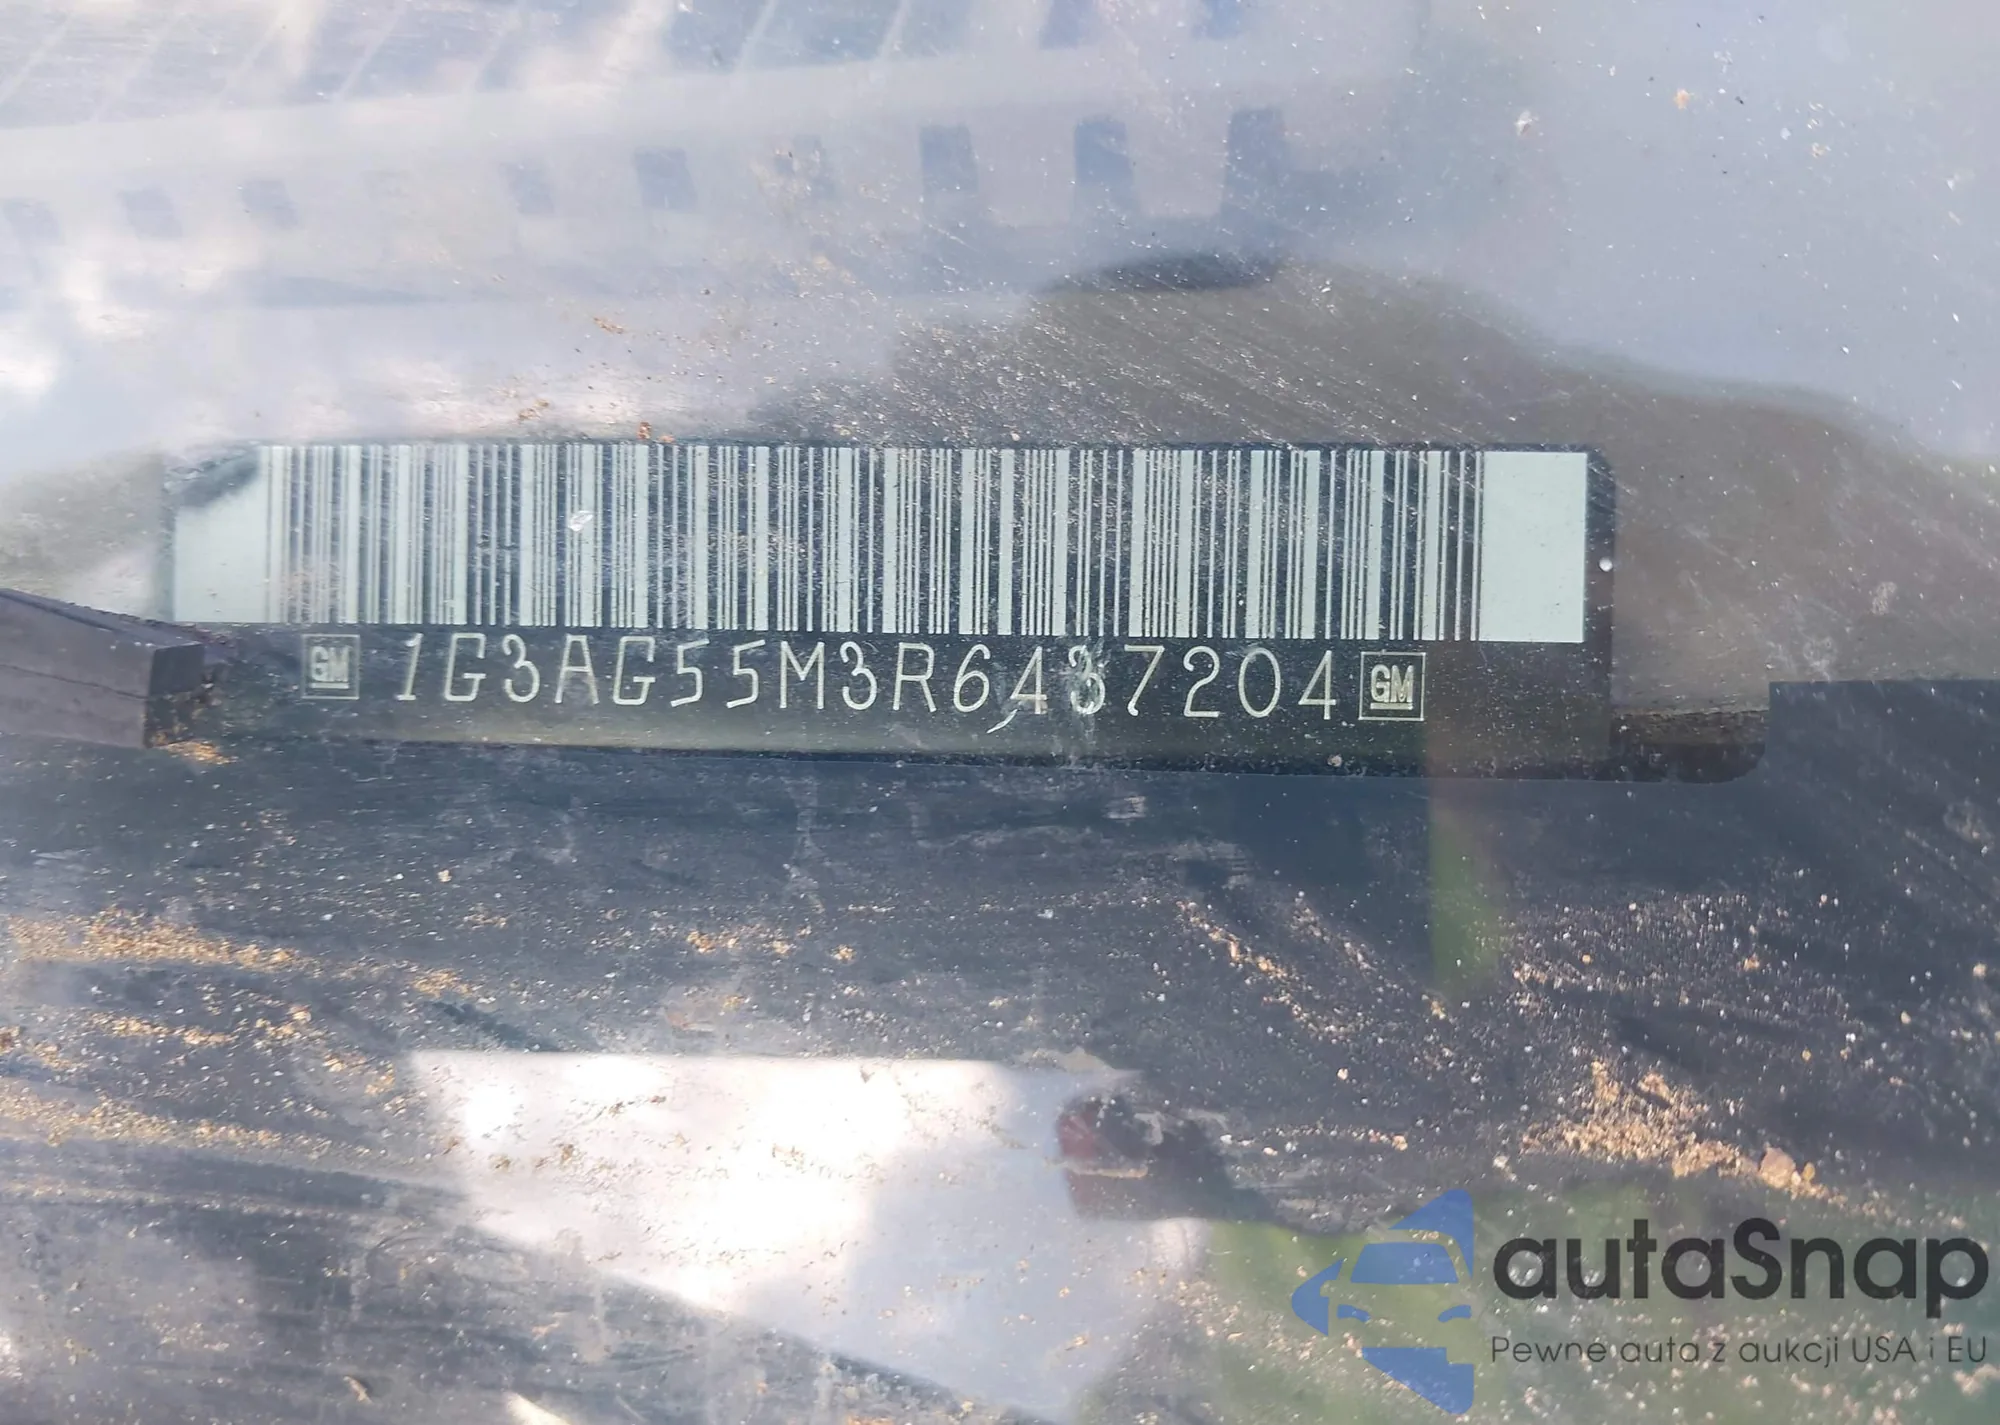 GM 1G3AG55M3R6437204 GM
autaSnap
Pewne auta z aukcji USA i EU